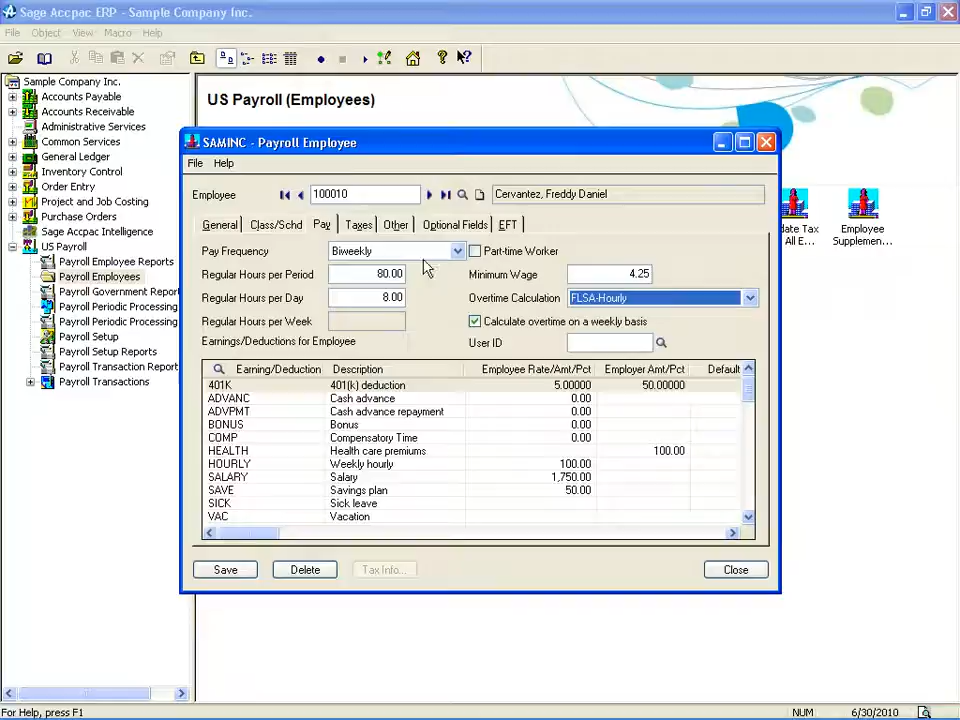 Sage Accpac ERP - Sample Company Inc.
File Object View Macro Help
Sample Company Inc.
Accounts Payable
Accounts Receivable
Administrative Services
Common Services
General Ledger
Inventory Control
Order Entry
Project and Job Costing
Purchase Orders
Sage Accpac Intelligence
US Payroll
Payroll Employee Reports
Payroll Employees
Payroll Government Report
Payroll Periodic Processing
Payroll Periodic Processing
Payroll Setup
Payroll Setup Reports
Payroll Transaction Report
Payroll Transactions
US Payroll (Employees)
date Tax
All E...
Employee
Supplemen...
SAMINC - Payroll Employee
File Help
Employee 100010 Cervantez, Freddy Daniel
General Class/Schd Pay Taxes Other Optional Fields EFT
Pay Frequency Biweekly Part-time Worker
Regular Hours per Period 80.00 Minimum Wage 4.25
Regular Hours per Day 8.00 Overtime Calculation FLSA-Hourly
Regular Hours per Week Calculate overtime on a weekly basis
Earnings/Deductions for Employee User ID
Earning/Deduction Description Employee Rate/Amt/Pct Employer Amt/Pct Default
401K 401(k) deduction 5.00000 50.00000
ADVANC Cash advance 0.00
ADVPMT Cash advance repayment 0.00
BONUS Bonus 0.00
COMP Compensatory Time 0.00
HEALTH Health care premiums 100.00
HOURLY Weekly hourly 100.00
SALARY Salary 1,750.00
SAVE Savings plan 50.00
SICK Sick leave
VAC Vacation
Save Delete Tax Info... Close
For Help, press F1 NUM 6/30/2010